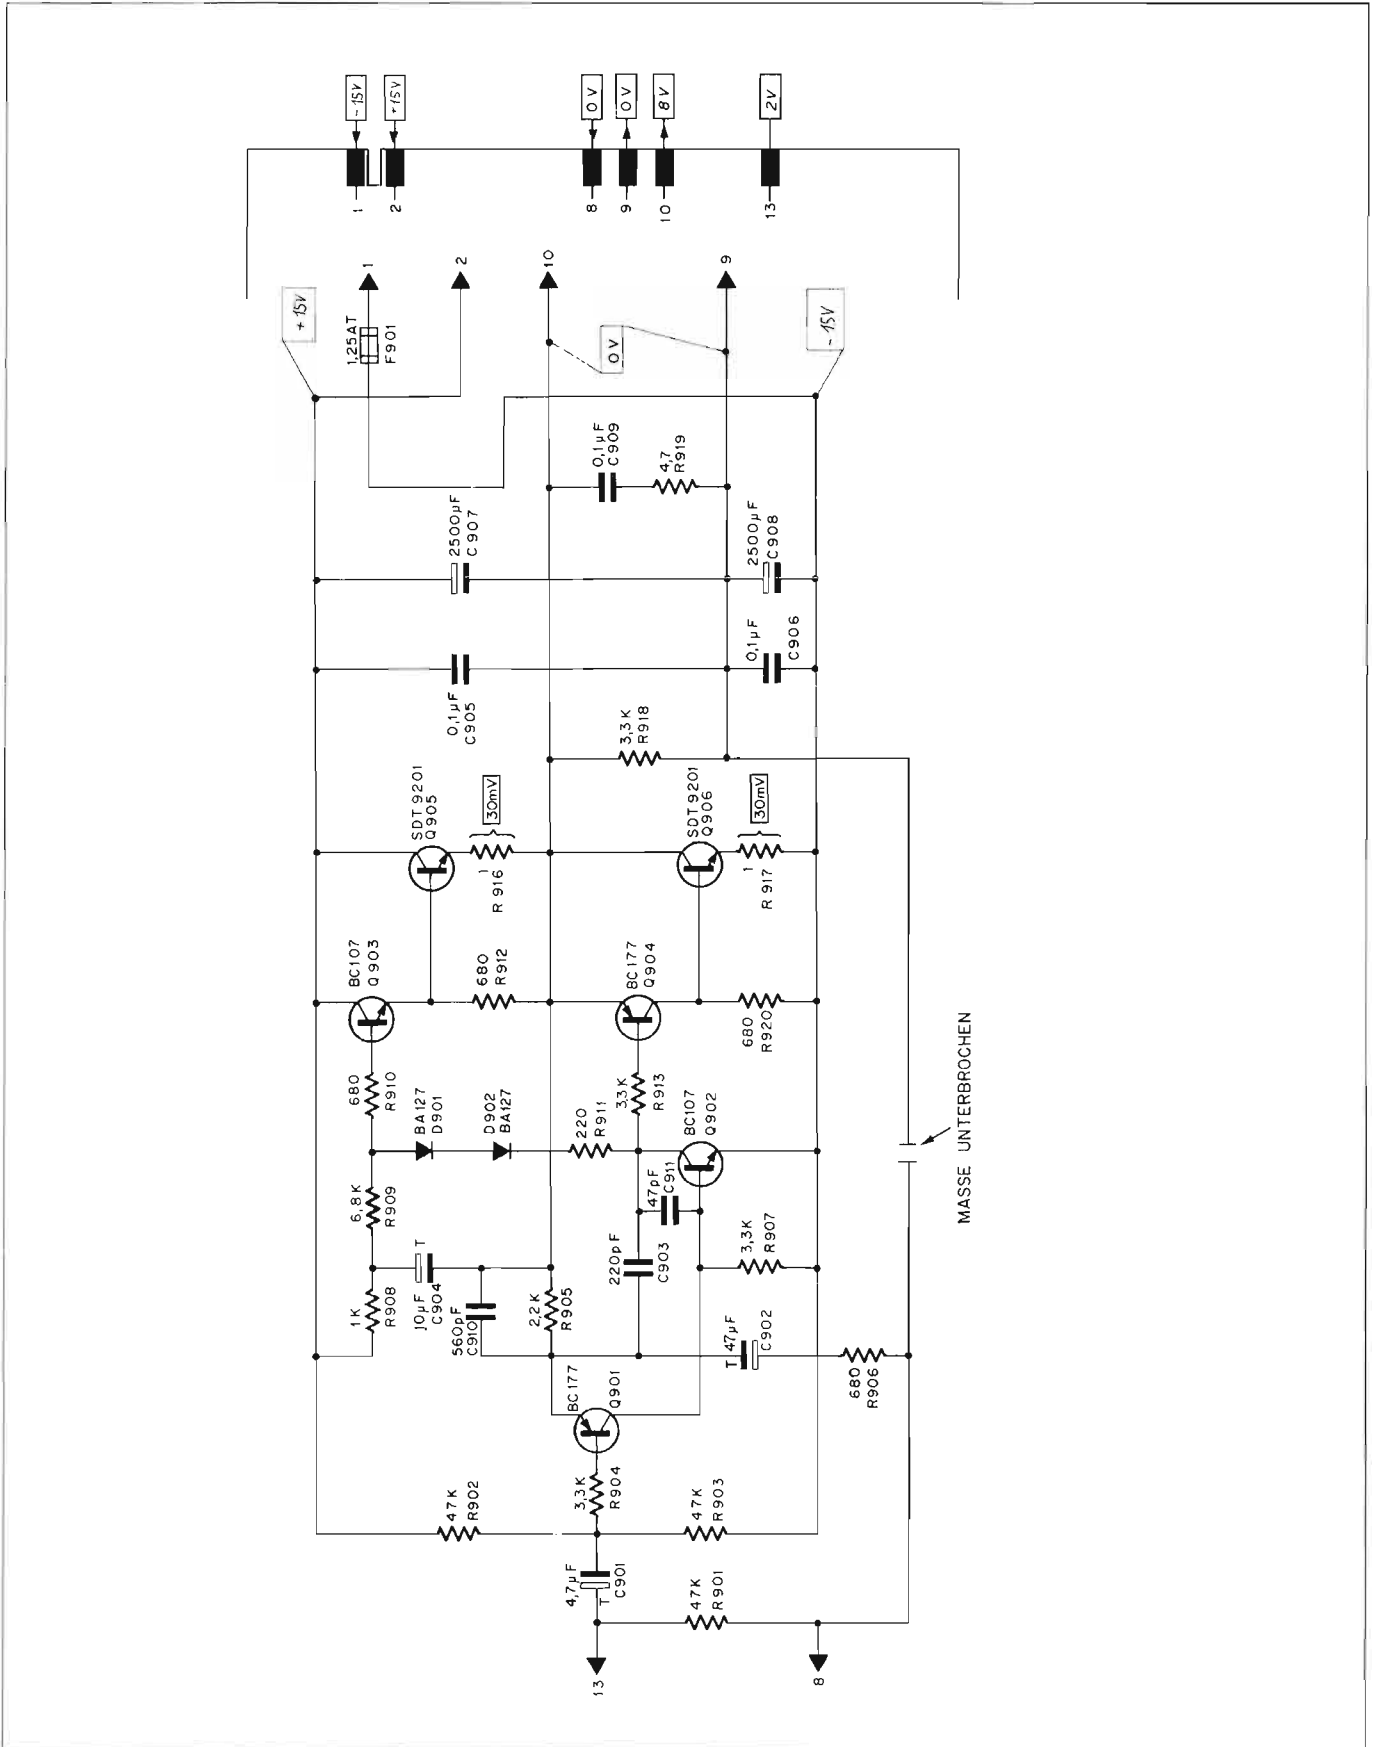 -15V
+15V
0V
0V
8V
2V
1
2
8
9
10
13
+15V
1,25AT
F901
1
2
10
9
0V
-15V
0,1µF
C909
4,7
R919
2500µF
C907
2500µF
C908
0,1µF
C905
0,1µF
C906
3,3K
R918
SDT9201
Q905
30mV
1
R916
SDT9201
Q906
30mV
1
R917
BC107
Q903
680
R912
BC177
Q904
680
R920
680
R910
BA127
D901
D902
BA127
220
R911
3,3K
R913
BC107
Q902
47pF
C911
6,8K
R909
1K
R908
10µF
C904
T
560pF
C910
2,2K
R905
220pF
C903
3,3K
R907
T 47µF
C902
680
R906
MASSE UNTERBROCHEN
BC177
Q901
47K
R902
3,3K
R904
47K
R903
4,7µF
T
C901
47K
R901
13
8